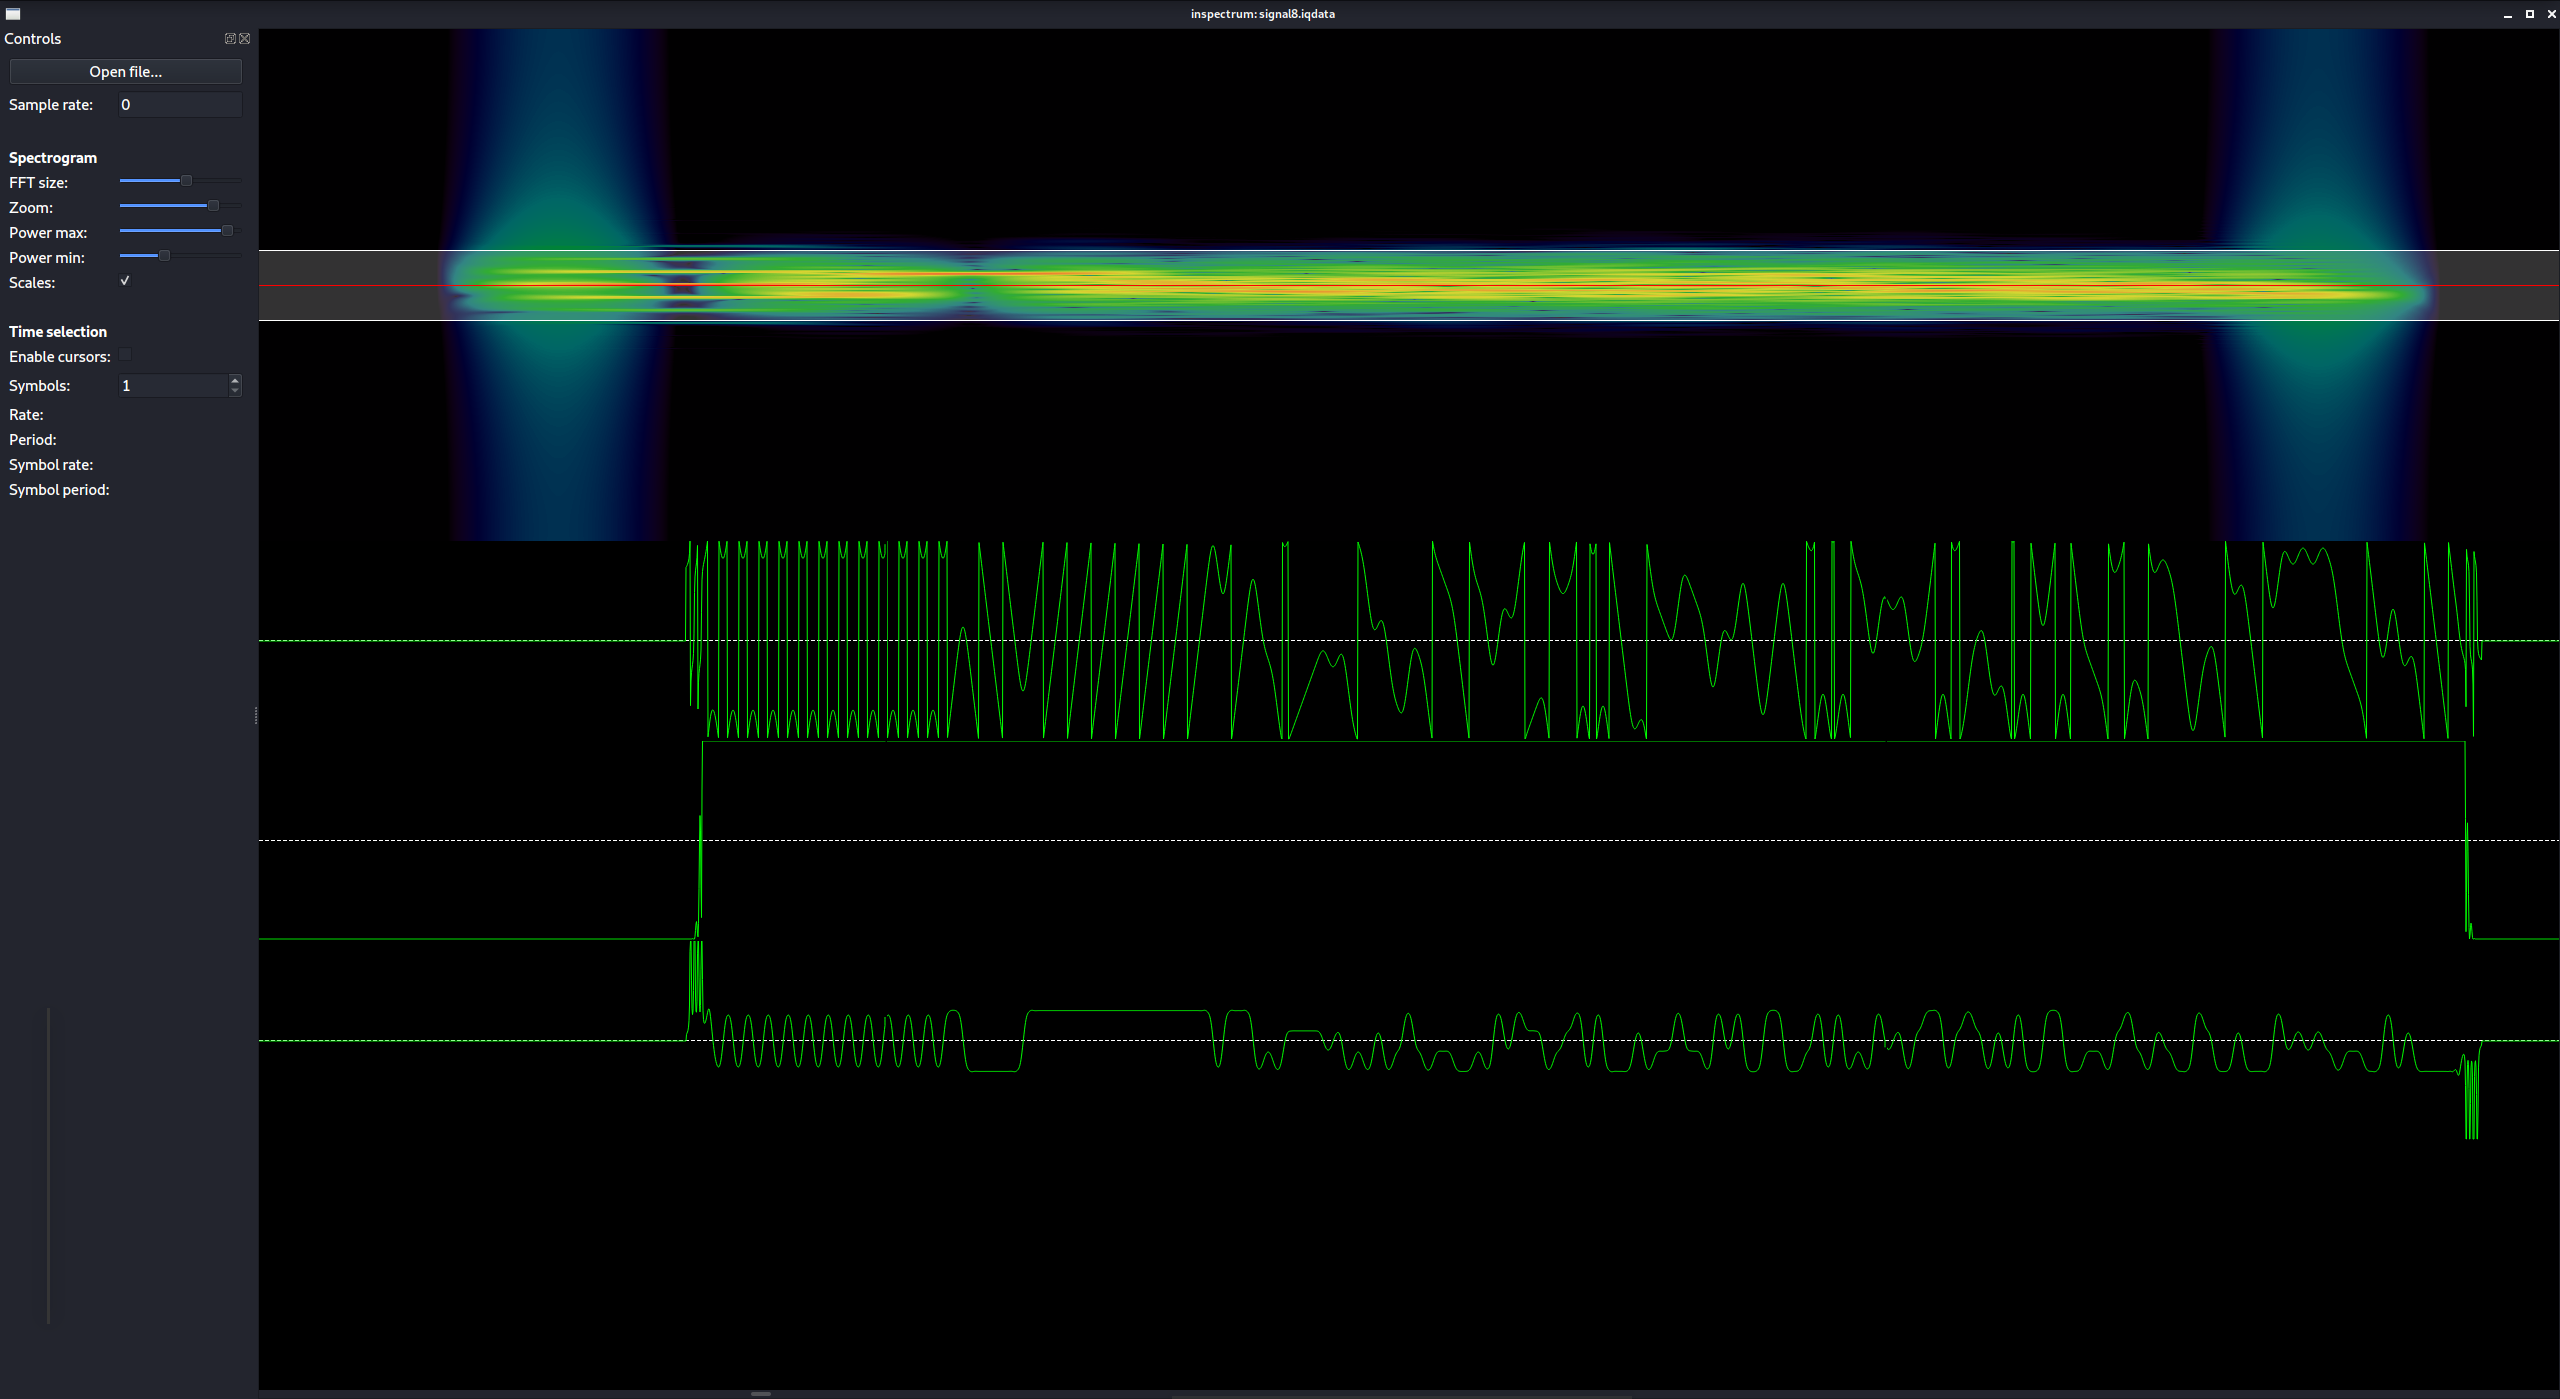 inspectrum: signal8.iqdata
Controls
Open file...
Sample rate: 0
Spectrogram
FFT size:
Zoom:
Power max:
Power min:
Scales:
Time selection
Enable cursors:
Symbols: 1
Rate:
Period:
Symbol rate:
Symbol period: